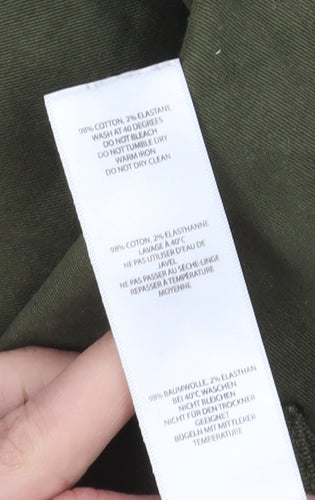 98% COTTON, 2% ELASTANE
WASH AT 40 DEGREES
DO NOT BLEACH
DO NOT TUMBLE DRY
WARM IRON
DO NOT DRY CLEAN
98% COTON, 2% ELASTHANNE
LAVAGE À 40°C
NE PAS UTILISER D'EAU DE
JAVEL
NE PAS PASSER AU SÈCHE-LINGE
REPASSER À TEMPÉRATURE
MOYENNE
98% BAUMWOLLE, 2% ELASTHAN
BEI 40°C WASCHEN
NICHT BLEICHEN
NICHT FÜR DEN TROCKNER
GEEIGNET
BÜGELN MIT MITTLERER
TEMPERATURE